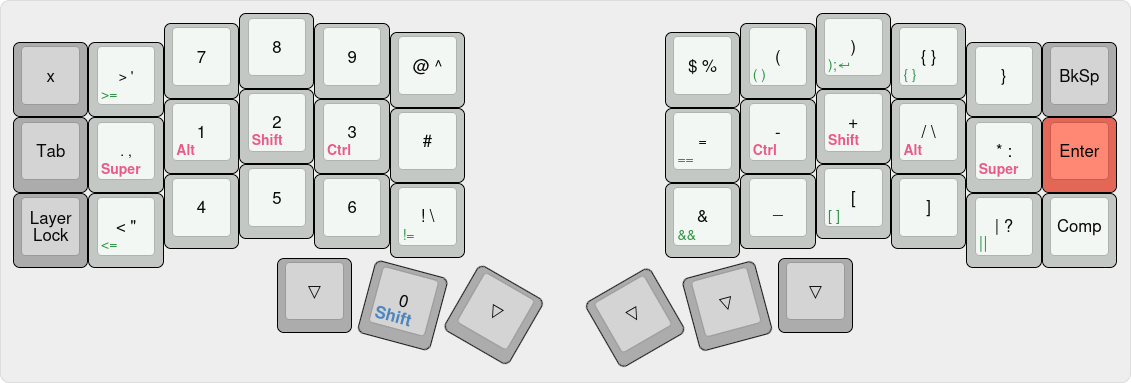 x
> '
>=
7
8
9
@ ^
$ %
(
( )
)
);↵
{ }
{ }
}
BkSp
Tab
. ,
Super
1
Alt
2
Shift
3
Ctrl
#
=
==
-
Ctrl
+
Shift
/ \
Alt
* :
Super
Enter
Layer
Lock
< "
<=
4
5
6
! \
!=
&
&&
_
[
[ ]
]
| ?
||
Comp
▽
0
Shift
▷
◁
▽
▽